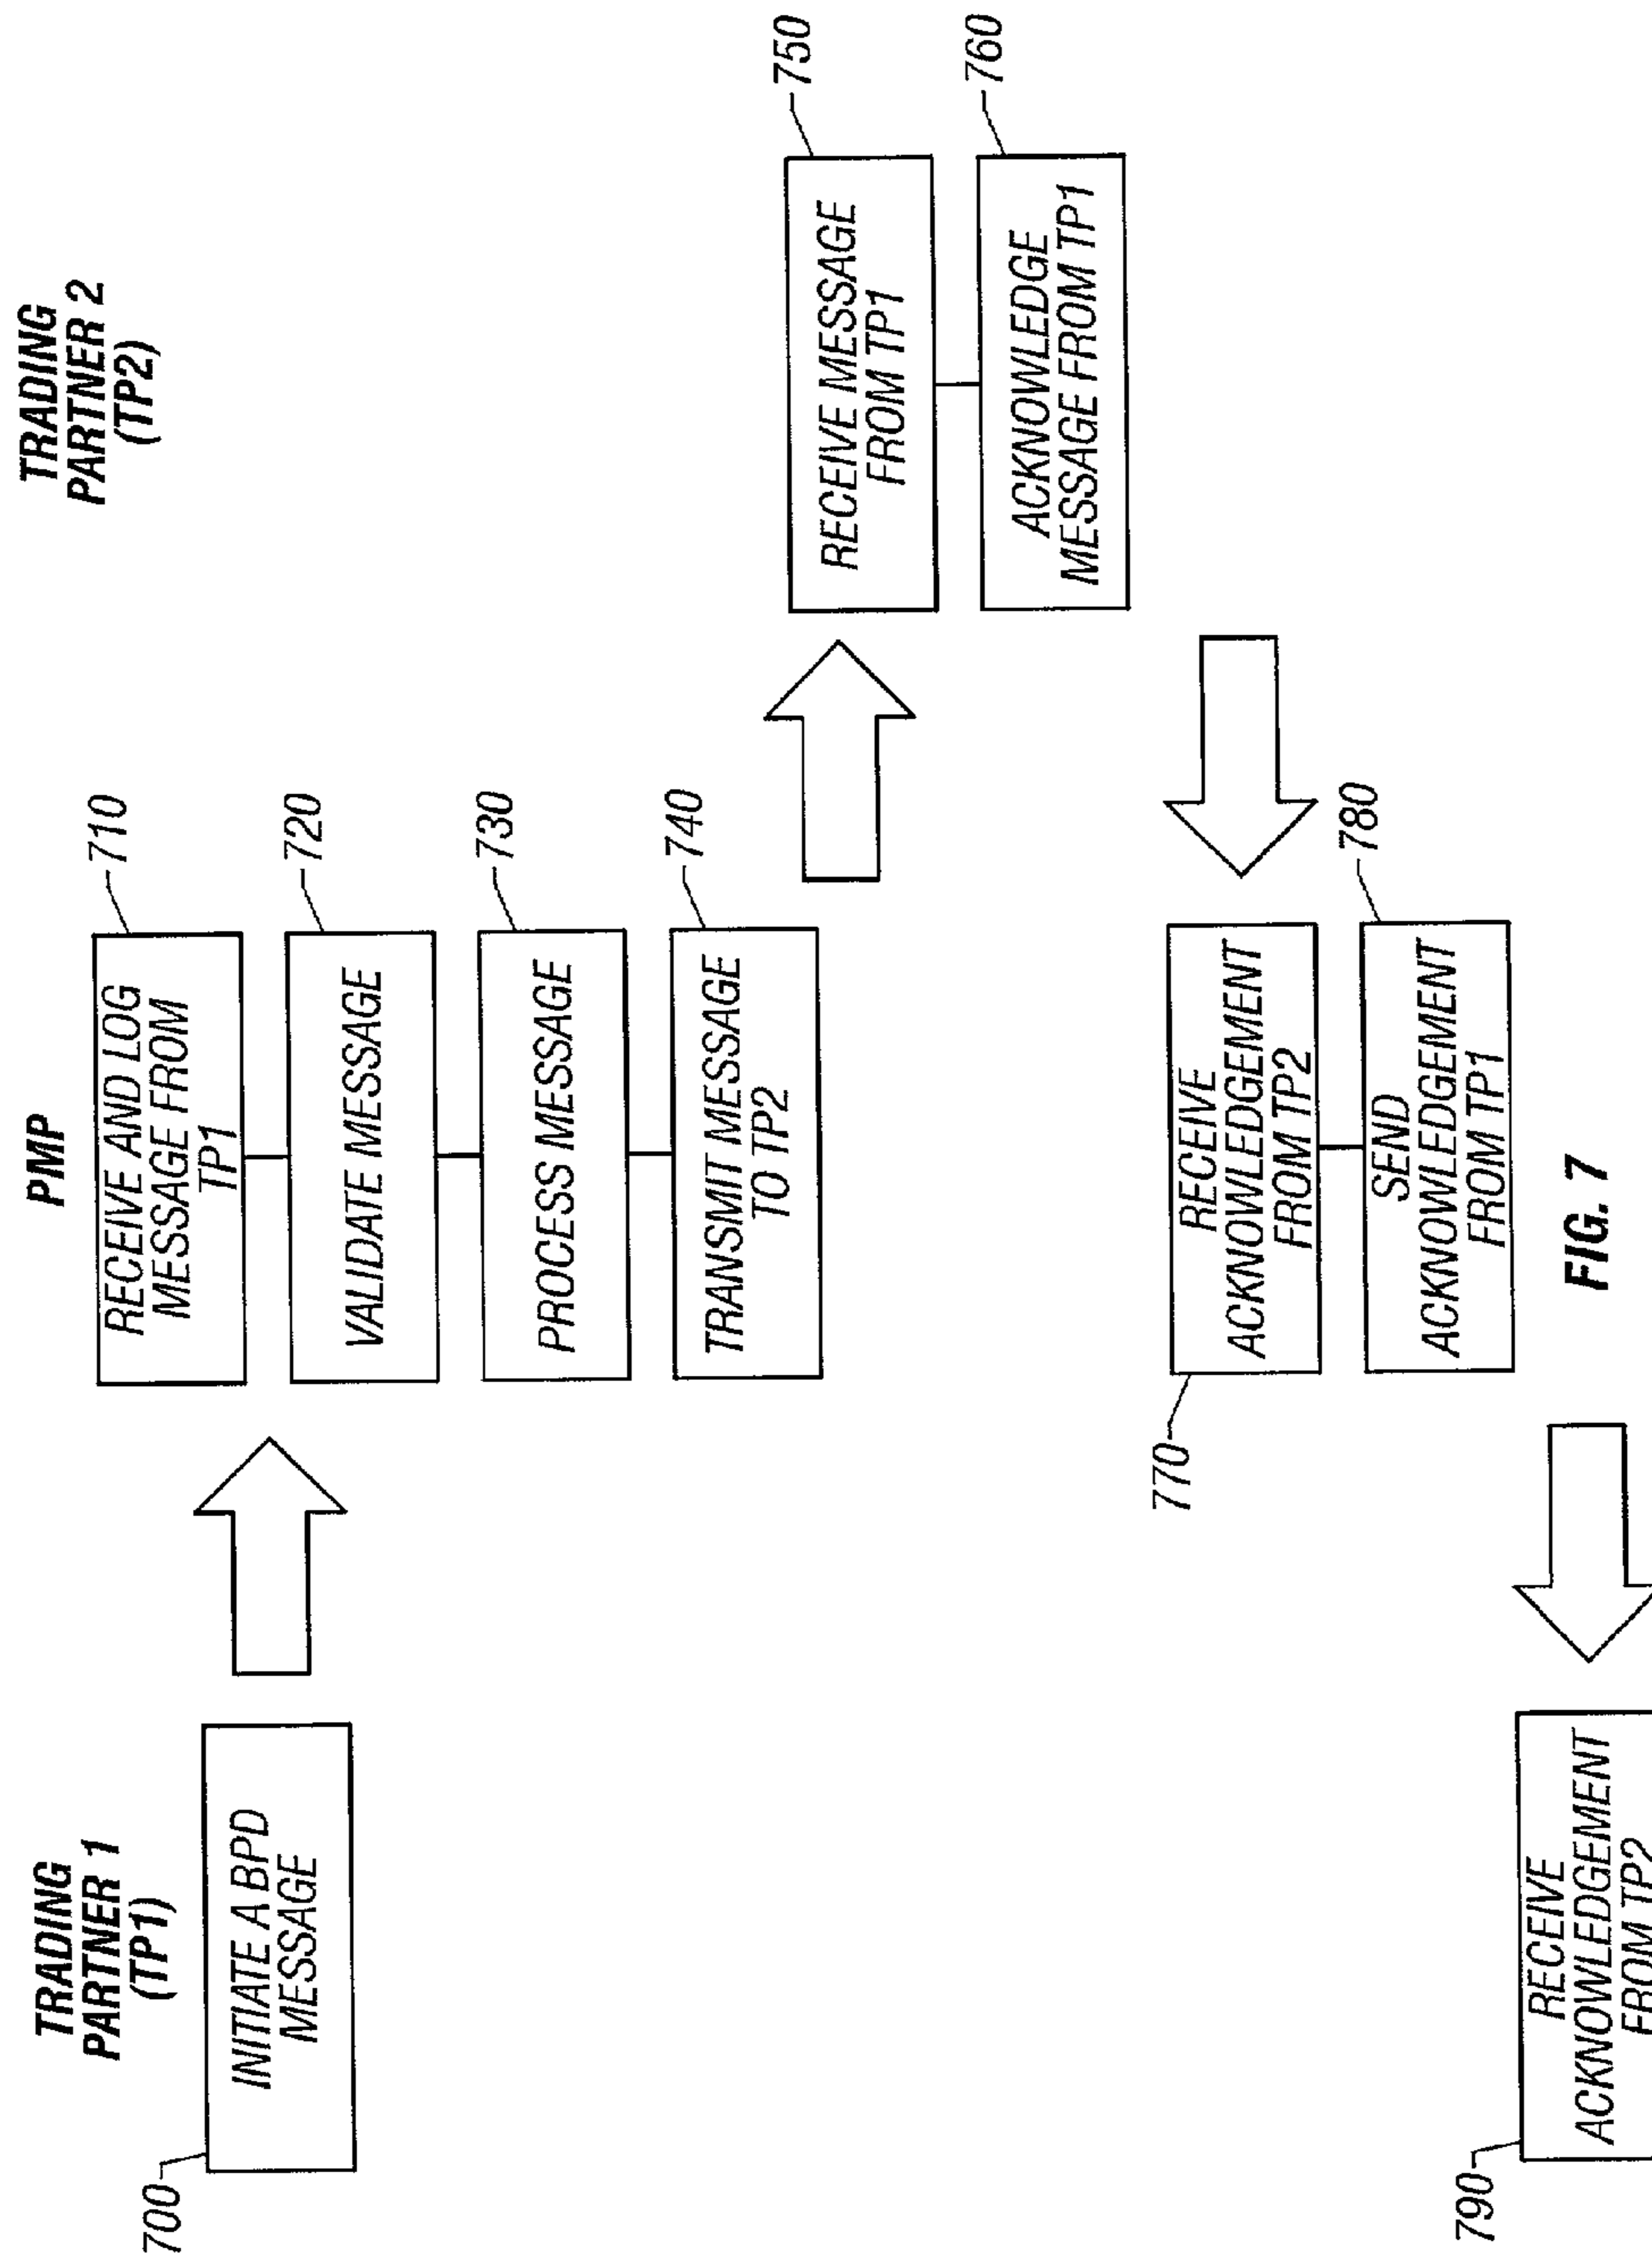 TRADING
PARTNER 1
(TP1)
PMP
TRADING
PARTNER 2
(TP2)
700
INITIATE A BPD
MESSAGE
710
RECEIVE AND LOG
MESSAGE FROM
TP1
720
VALIDATE MESSAGE
730
PROCESS MESSAGE
740
TRANSMIT MESSAGE
TO TP2
750
RECEIVE MESSAGE
FROM TP1
760
ACKNOWLEDGE
MESSAGE FROM TP1
770
RECEIVE
ACKNOWLEDGEMENT
FROM TP2
780
SEND
ACKNOWLEDGEMENT
FROM TP1
790
RECEIVE
ACKNOWLEDGEMENT
FROM TP2
FIG. 7